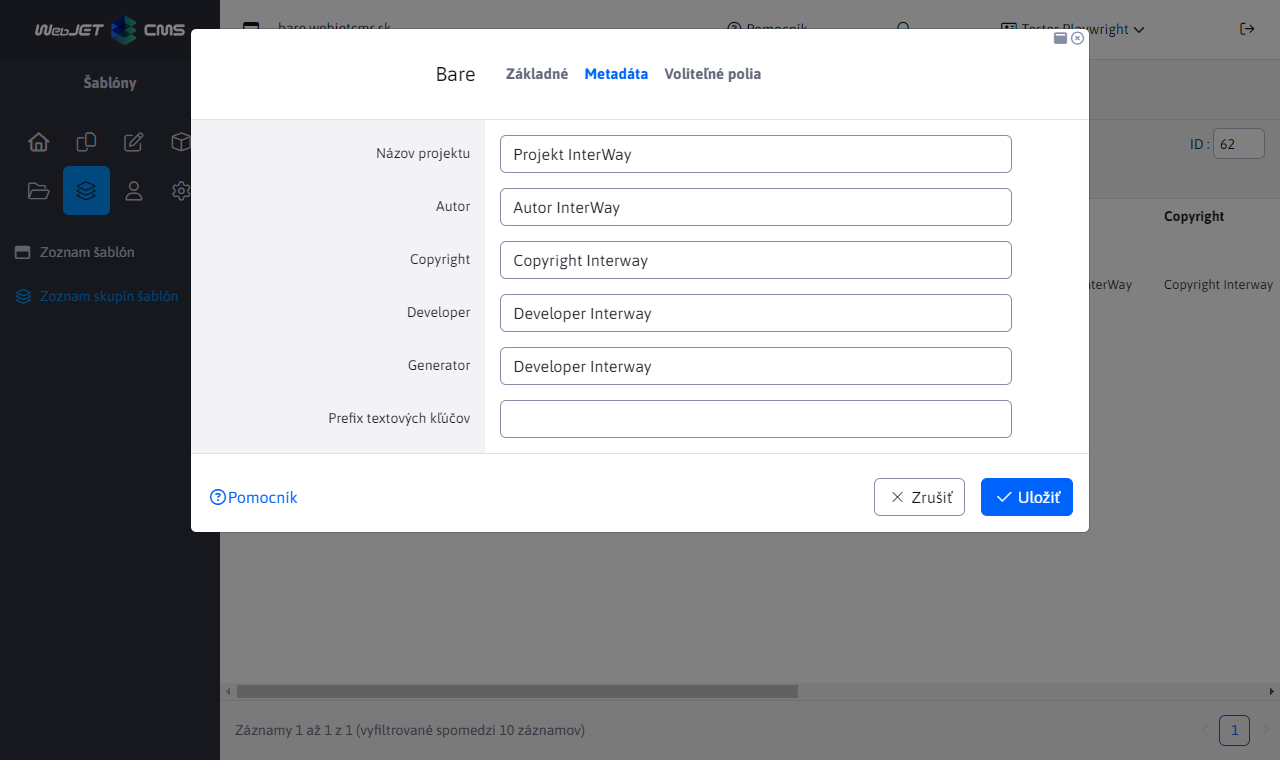 WebJET CMS
bare.webjetcms.sk
Pomocník
Tester Playwright
Šablóny
Bare
Základné
Metadáta
Voliteľné polia
ID :
62
Názov projektu
Projekt InterWay
Autor
Autor InterWay
Copyright
Copyright Interway
Developer
Developer Interway
Generator
Developer Interway
Prefix textových kľúčov
Pomocník
Zrušiť
Uložiť
Zoznam šablón
Zoznam skupín šablón
Copyright
Copyright Interway
Záznamy 1 až 1 z 1 (vyfiltrované spomedzi 10 záznamov)
1